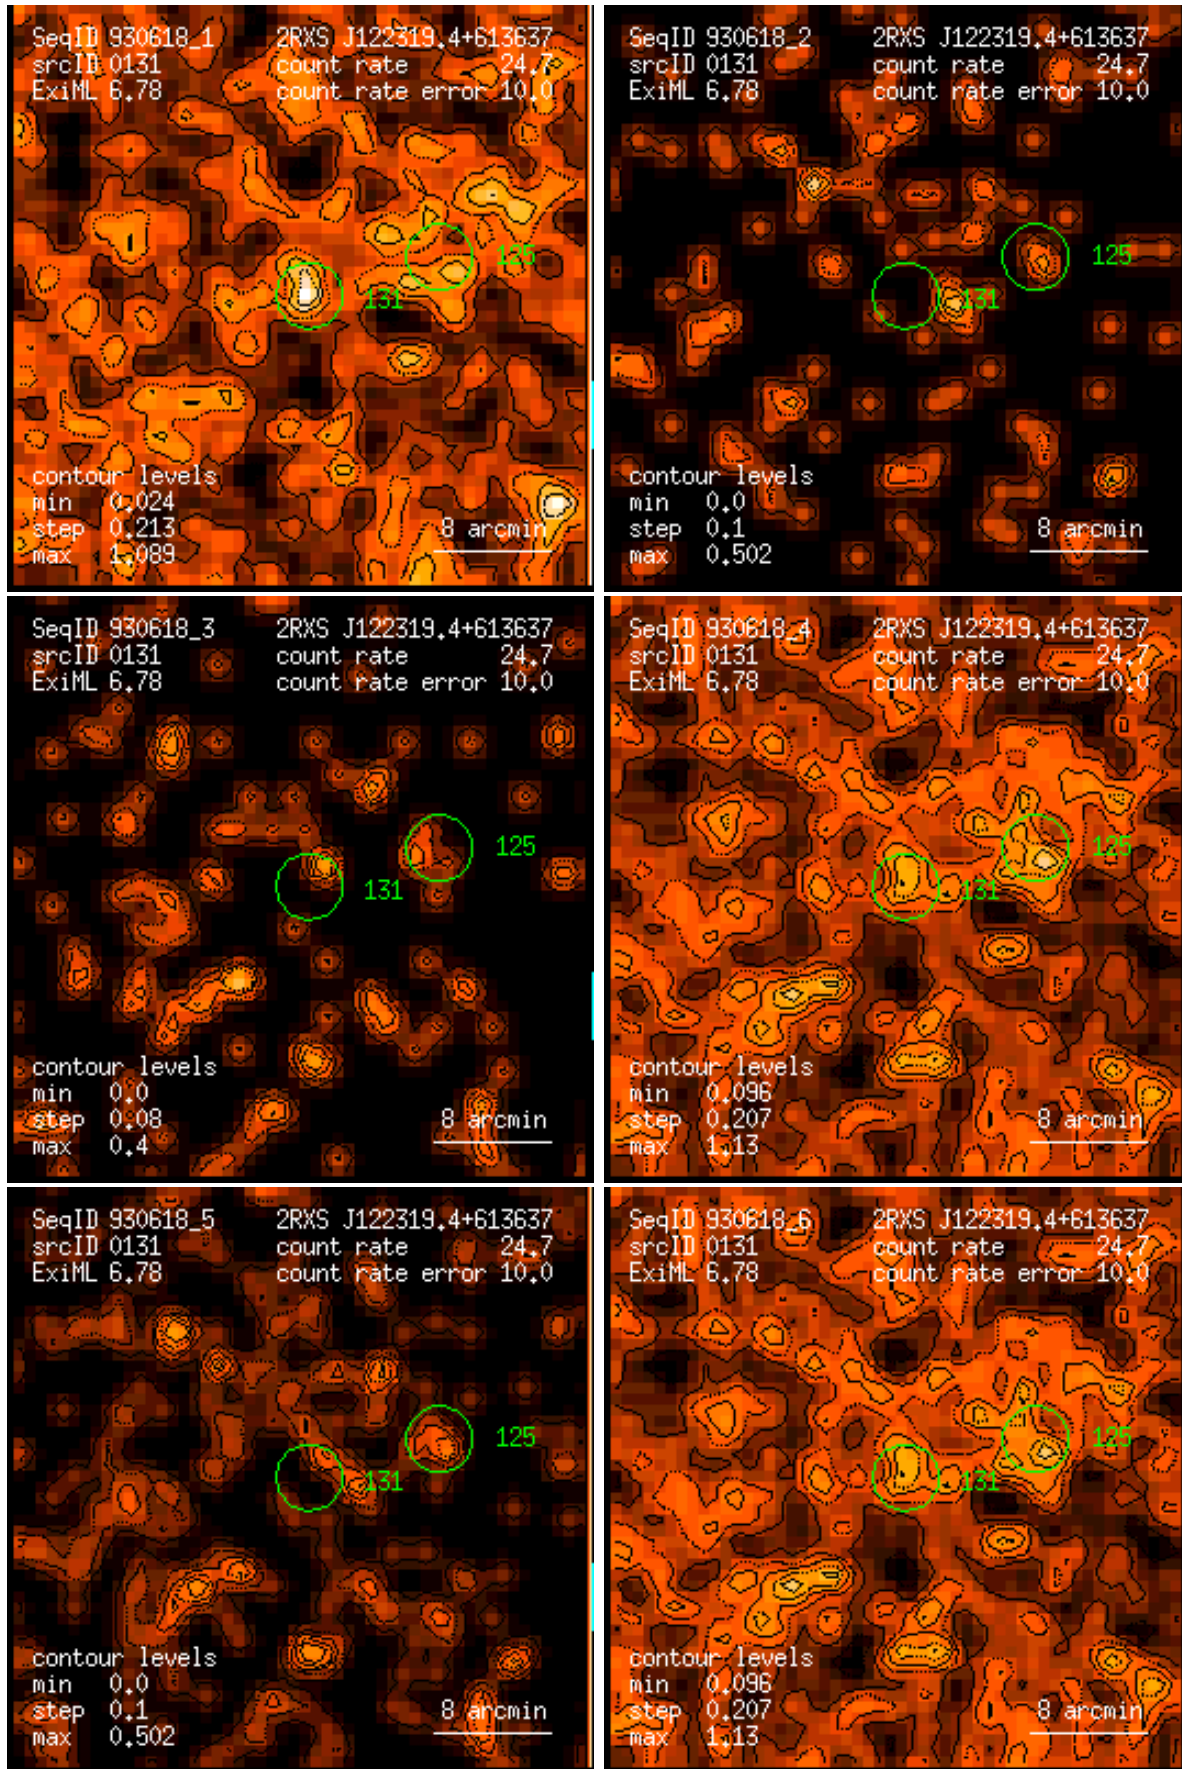 SeqID 930618_1 2RXS J122319.4+613637
srcID 0131 count rate 24.7
ExiML 6.78 count rate error 10.0
125
131
contour levels
min 0.024
step 0.213 8 arcmin
max 1.089
SeqID 930618_2 2RXS J122319.4+613637
srcID 0131 count rate 24.7
ExiML 6.78 count rate error 10.0
125
131
contour levels
min 0.0
step 0.1 8 arcmin
max 0.502
SeqID 930618_3 2RXS J122319.4+613637
srcID 0131 count rate 24.7
ExiML 6.78 count rate error 10.0
125
131
contour levels
min 0.0
step 0.08 8 arcmin
max 0.4
SeqID 930618_4 2RXS J122319.4+613637
srcID 0131 count rate 24.7
ExiML 6.78 count rate error 10.0
125
131
contour levels
min 0.096
step 0.207 8 arcmin
max 1.13
SeqID 930618_5 2RXS J122319.4+613637
srcID 0131 count rate 24.7
ExiML 6.78 count rate error 10.0
125
131
contour levels
min 0.0
step 0.1 8 arcmin
max 0.502
SeqID 930618_6 2RXS J122319.4+613637
srcID 0131 count rate 24.7
ExiML 6.78 count rate error 10.0
125
131
contour levels
min 0.096
step 0.207 8 arcmin
max 1.13